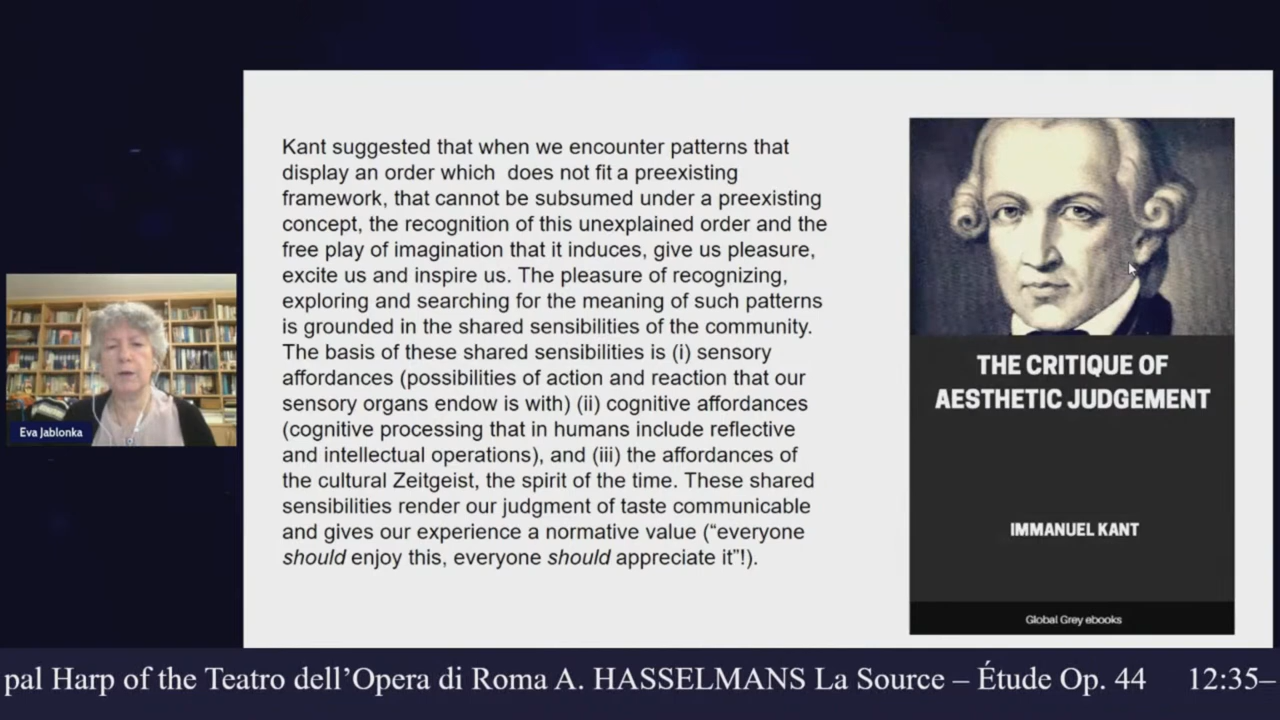 Kant suggested that when we encounter patterns that
display an order which does not fit a preexisting
framework, that cannot be subsumed under a preexisting
concept, the recognition of this unexplained order and the
free play of imagination that it induces, give us pleasure,
excite us and inspire us. The pleasure of recognizing,
exploring and searching for the meaning of such patterns
is grounded in the shared sensibilities of the community.
The basis of these shared sensibilities is (i) sensory
affordances (possibilities of action and reaction that our
sensory organs endow is with) (ii) cognitive affordances
(cognitive processing that in humans include reflective
and intellectual operations), and (iii) the affordances of
the cultural Zeitgeist, the spirit of the time. These shared
sensibilities render our judgment of taste communicable
and gives our experience a normative value (“everyone
should enjoy this, everyone should appreciate it”!).
THE CRITIQUE OF
AESTHETIC JUDGEMENT
IMMANUEL KANT
Global Grey ebooks
Eva Jablonka
pal Harp of the Teatro dell’Opera di Roma A. HASSELMANS La Source – Étude Op. 44 12:35–